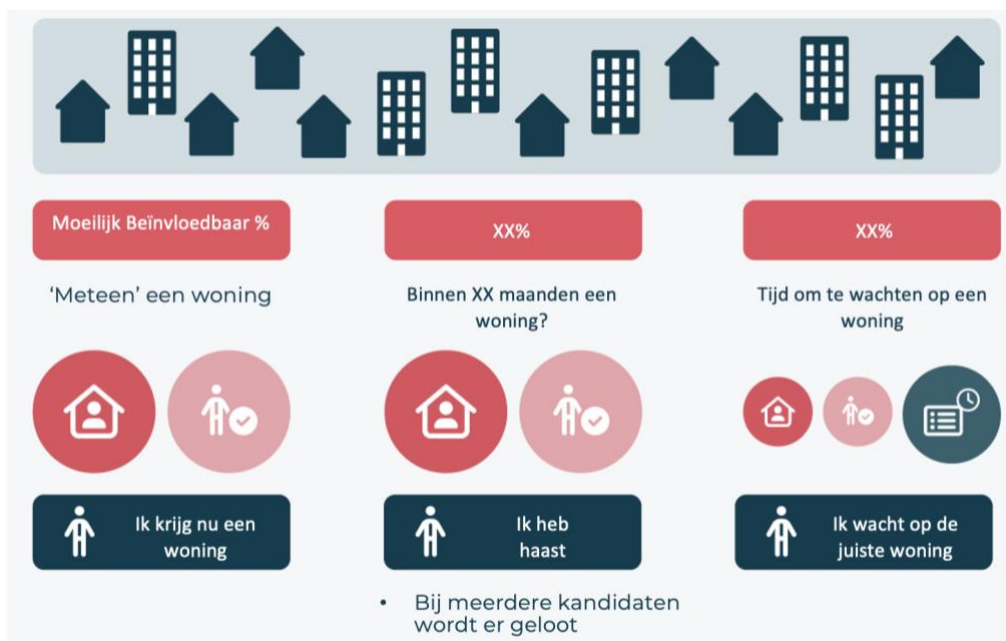 Moeilijk Beïnvloedbaar %
XX%
XX%
‘Meteen’ een woning
Binnen XX maanden een
woning?
Tijd om te wachten op een
woning
Ik krijg nu een
woning
Ik heb
haast
Ik wacht op de
juiste woning
• Bij meerdere kandidaten
wordt er geloot